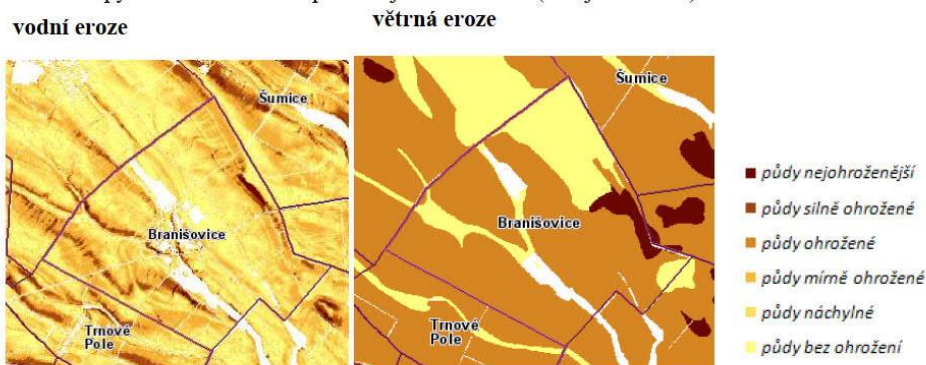 vodní eroze
větrná eroze
Šumice
Branišovice
Trnové
Pole
Šumice
Branišovice
Trnové
Pole
půdy nejohroženější
půdy silně ohrožené
půdy ohrožené
půdy mírně ohrožené
půdy náchylné
půdy bez ohrožení